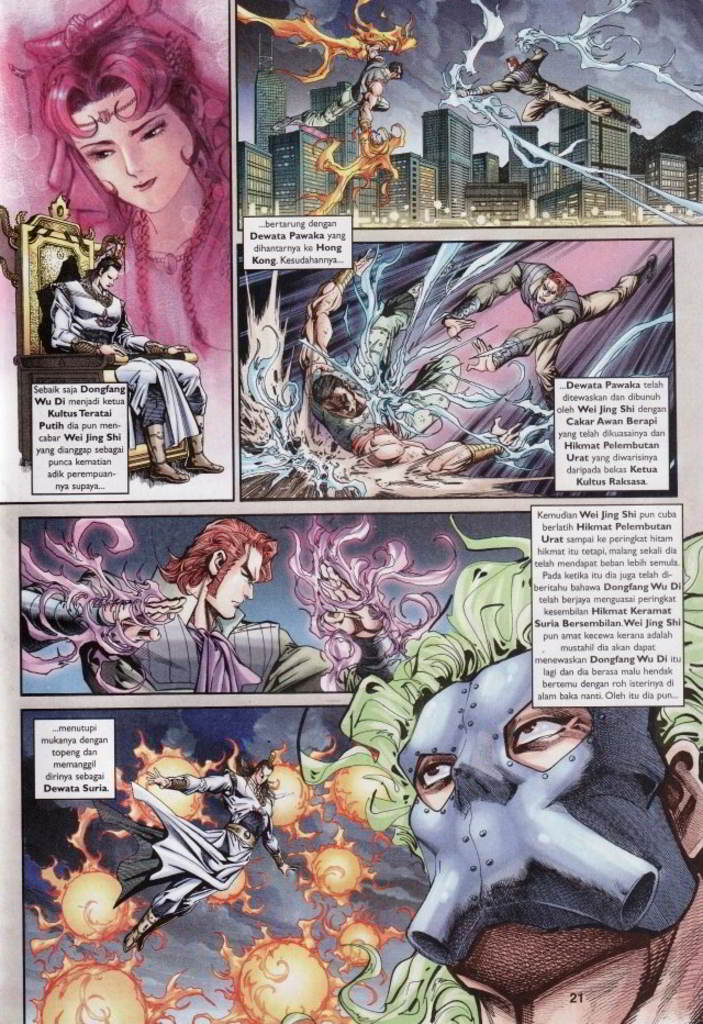 Sebaik saja Dongfang
Wu Di menjadi ketua
Kultus Teratai
Putih dia pun men-
cabar Wei Jing Shi
yang dianggap sebagai
punca kematian
adik perempuan-
nya supaya...
...bertarung dengan
Dewata Pawaka yang
dihantarnya ke Hong
Kong. Kesudahannya...
...Dewata Pawaka telah
ditewaskan dan dibunuh
oleh Wei Jing Shi dengan
Cakar Awan Berapi
yang telah dikuasainya dan
Hikmat Pelembutan
Urat yang diwarisinya
daripada bekas Ketua
Kultus Raksasa.
Kemudian Wei Jing Shi pun cuba
berlatih Hikmat Pelembutan
Urat sampai ke peringkat hitam
hikmat itu tetapi, malang sekali dia
telah mendapat beban lebih semula.
Pada ketika itu dia juga telah di-
beritahu bahawa Dongfang Wu Di
telah berjaya menguasai peringkat
kesembilan Hikmat Keramat
Suria Bersembilan.Wei Jing Shi
pun amat kecewa kerana adalah
mustahil dia akan dapat
menewaskan Dongfang Wu Di itu
lagi dan dia berasa malu hendak
bertemu dengan roh isterinya di
alam baka nanti. Oleh itu dia pun...
...menutupi
mukanya dengan
topeng dan
memanggil
dirinya sebagai
Dewata Suria.
21